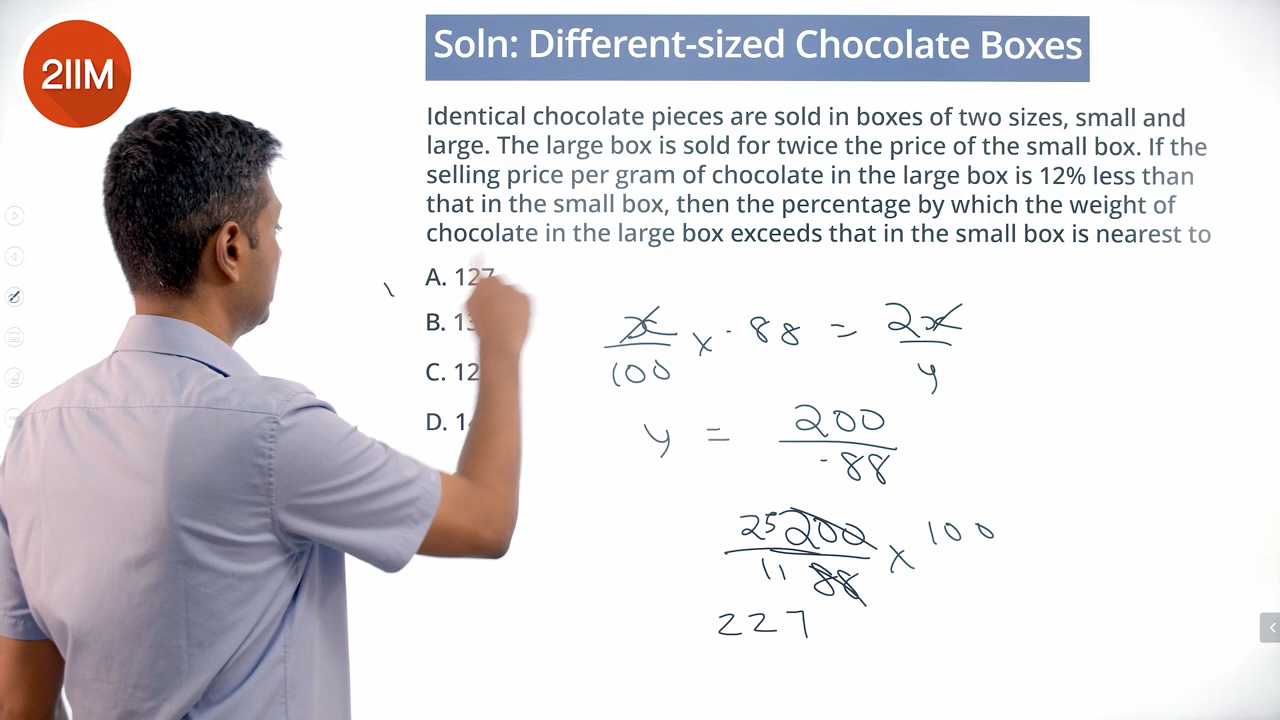 2IIM
Soln: Different-sized Chocolate Boxes
Identical chocolate pieces are sold in boxes of two sizes, small and
large. The large box is sold for twice the price of the small box. If the
selling price per gram of chocolate in the large box is 12% less than
that in the small box, then the percentage by which the weight of
chocolate in the large box exceeds that in the small box is nearest to
A. 127
B.
C.
D.
x/100 x .88 = 2x/y
y = 200/.88
25 200/11 88 x 100
227